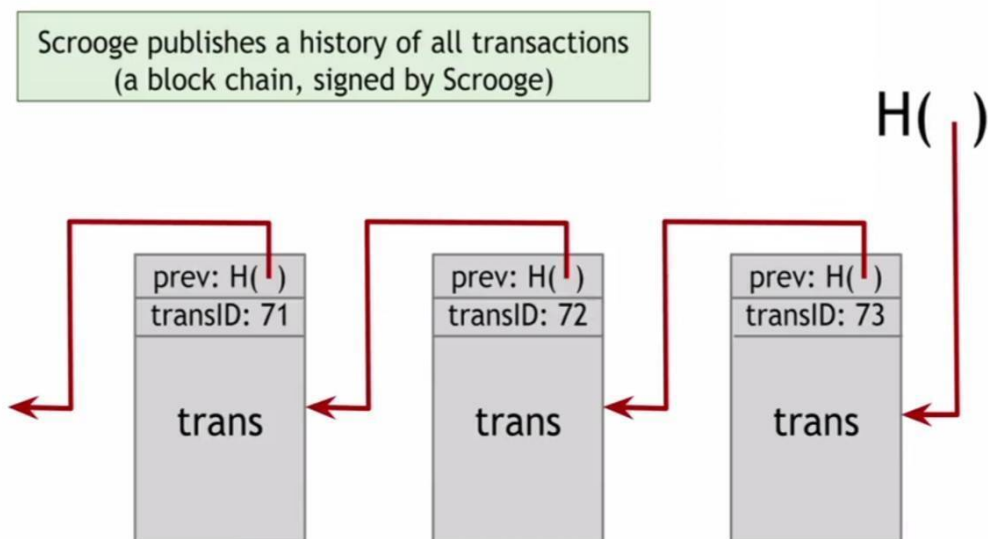 Scrooge publishes a history of all transactions
(a block chain, signed by Scrooge)
H( )
prev: H( )
transID: 71
trans
prev: H( )
transID: 72
trans
prev: H( )
transID: 73
trans